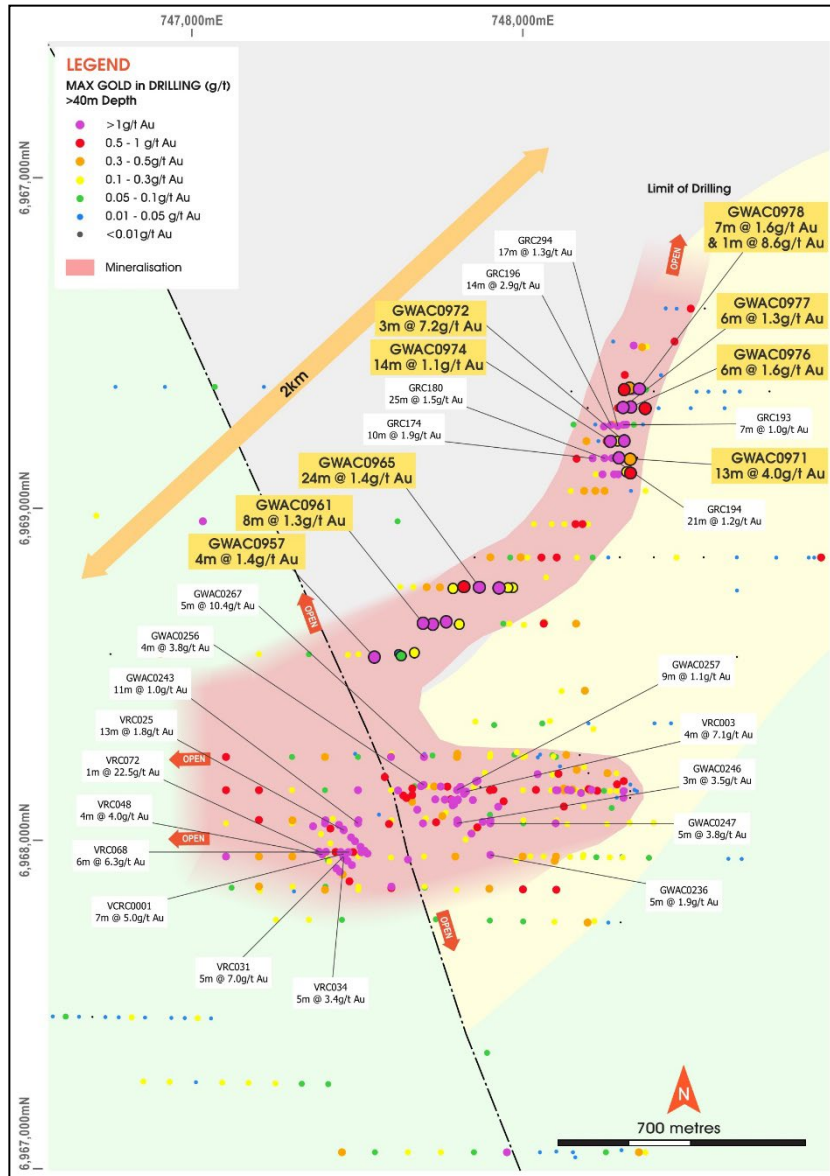 747,000mE
748,000mE
LEGEND
MAX GOLD in DRILLING (g/t)
>40m Depth
>1g/t Au
0.5 - 1 g/t Au
0.3 - 0.5g/t Au
0.1 - 0.3g/t Au
0.05 - 0.1g/t Au
0.01 - 0.05 g/t Au
<0.01g/t Au
Mineralisation
6,967,000mN
2km
Limit of Drilling
OPEN
GWAC0978
7m @ 1.6g/t Au
& 1m @ 8.6g/t Au
GRC294
17m @ 1.3g/t Au
GRC196
14m @ 2.9g/t Au
GWAC0977
6m @ 1.3g/t Au
GWAC0972
3m @ 7.2g/t Au
GWAC0974
14m @ 1.1g/t Au
GWAC0976
6m @ 1.6g/t Au
GRC180
25m @ 1.5g/t Au
GRC174
10m @ 1.9g/t Au
GRC193
7m @ 1.0g/t Au
GWAC0965
24m @ 1.4g/t Au
GWAC0971
13m @ 4.0g/t Au
6,969,000mN
GWAC0961
8m @ 1.3g/t Au
GRC194
21m @ 1.2g/t Au
GWAC0957
4m @ 1.4g/t Au
GWAC0267
5m @ 10.4g/t Au
OPEN
GWAC0256
4m @ 3.8g/t Au
GWAC0243
11m @ 1.0g/t Au
GWAC0257
9m @ 1.1g/t Au
VRC025
13m @ 1.8g/t Au
VRC003
4m @ 7.1g/t Au
VRC072
1m @ 22.5g/t Au
OPEN
GWAC0246
3m @ 3.5g/t Au
VRC048
4m @ 4.0g/t Au
OPEN
GWAC0247
5m @ 3.8g/t Au
6,968,000mN
VRC068
6m @ 6.3g/t Au
GWAC0236
5m @ 1.9g/t Au
VCRC0001
7m @ 5.0g/t Au
OPEN
VRC031
5m @ 7.0g/t Au
VRC034
5m @ 3.4g/t Au
N
700 metres
6,967,000mN